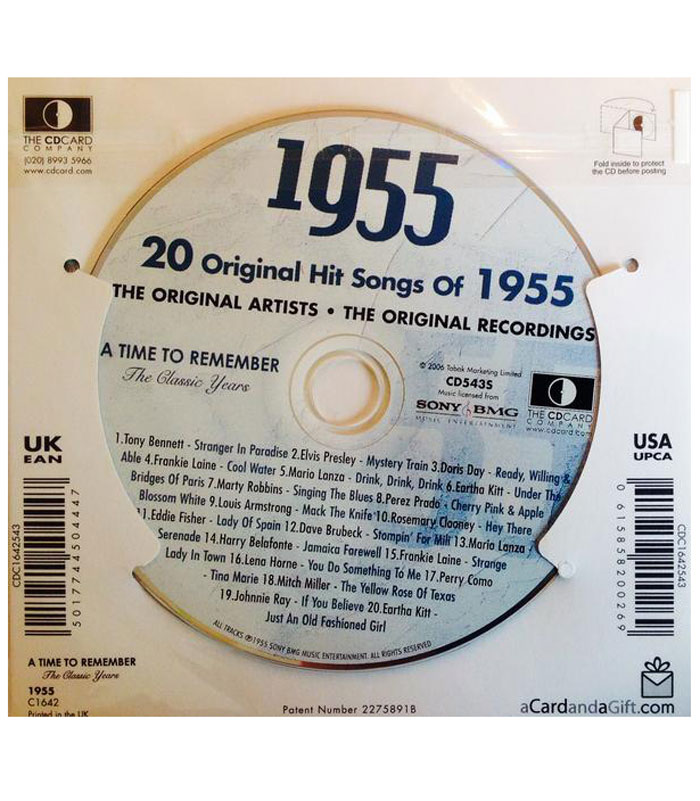 THE CDCARD
COMPANY
(020) 8993 5966
www.cdcard.com
Fold inside to protect
the CD before posting
1955
20 Original Hit Songs Of 1955
THE ORIGINAL ARTISTS • THE ORIGINAL RECORDINGS
A TIME TO REMEMBER
The Classic Years
© 2006 Tabak Marketing Limited
CD543S
Music licensed from
SONY BMG
MUSIC ENTERTAINMENT
THE CDCARD
COMPANY
www.cdcard.com
UK
EAN
USA
UPCA
1.Tony Bennett - Stranger In Paradise 2.Elvis Presley - Mystery Train 3.Doris Day - Ready, Willing &
Able 4.Frankie Laine - Cool Water 5.Mario Lanza - Drink, Drink, Drink 6.Eartha Kitt - Under The
Bridges Of Paris 7.Marty Robbins - Singing The Blues 8.Perez Prado - Cherry Pink & Apple
Blossom White 9.Louis Armstrong - Mack The Knife 10.Rosemary Clooney - Hey There
11.Eddie Fisher - Lady Of Spain 12.Dave Brubeck - Stompin' For Mili 13.Mario Lanza -
Serenade 14.Harry Belafonte - Jamaica Farewell 15.Frankie Laine - Strange
Lady In Town 16.Lena Horne - You Do Something To Me 17.Perry Como
- Tina Marie 18.Mitch Miller - The Yellow Rose Of Texas
19.Johnnie Ray - If You Believe 20.Eartha Kitt -
Just An Old Fashioned Girl
ALL TRACKS ℗1955 SONY BMG MUSIC ENTERTAINMENT. ALL RIGHTS RESERVED
CDC1642543
5017744504447
0 61585820026 9
CDC1642543
A TIME TO REMEMBER
The Classic Years
1955
C1642
Printed in the UK
Patent Number 2275891B
aCardandaGift.com